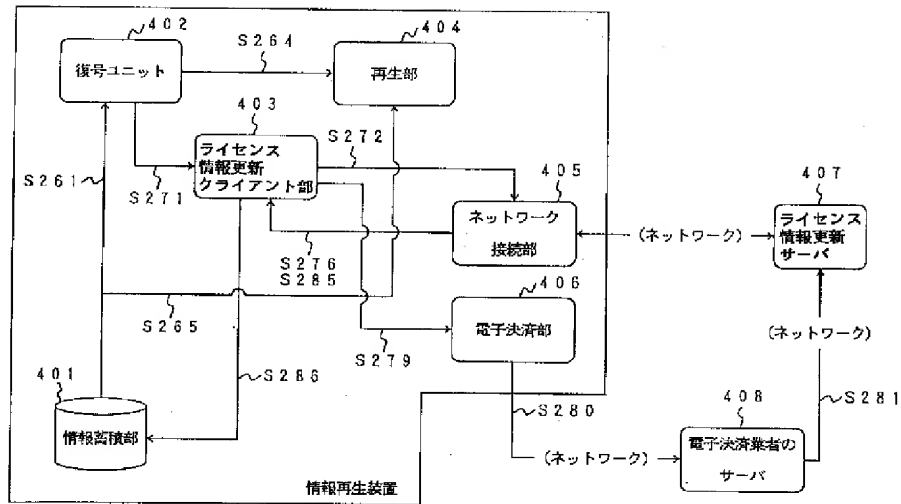 402
S264
404
復号ユニット
再生部
403
S272
S261
S271
ライセンス
情報更新
クライアント部
405
407
ネットワーク
接続部
(ネットワーク)
ライセンス
情報更新
サーバ
S276
S285
406
S265
電子決済部
(ネットワーク)
S279
401
S286
S280
408
S281
情報蓄積部
(ネットワーク)
電子決済業者の
サーバ
情報再生装置